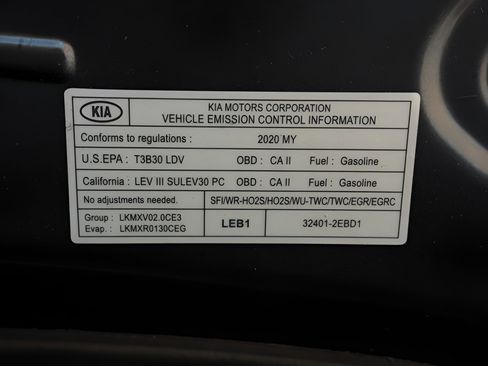 KIA
KIA MOTORS CORPORATION
VEHICLE EMISSION CONTROL INFORMATION
Conforms to regulations : 2020 MY
U.S.EPA : T3B30 LDV OBD : CA II Fuel : Gasoline
California : LEV III SULEV30 PC OBD : CA II Fuel : Gasoline
No adjustments needed. SFI/WR-HO2S/HO2S/WU-TWC/TWC/EGR/EGRC
Group : LKMXV02.0CE3
Evap. : LKMXR0130CEG
LEB1
32401-2EBD1